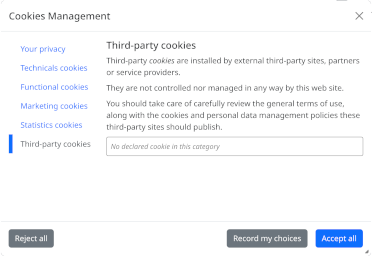 Cookies Management
Your privacy
Technicals cookies
Functional cookies
Marketing cookies
Statistics cookies
Third-party cookies
Third-party cookies
Third-party cookies are installed by external third-party sites, partners
or service providers.
They are not controlled nor managed in any way by this web site.
You should take care of carefully review the general terms of use,
along with the cookies and personal data management policies these
third-party sites should publish.
No declared cookie in this category
Reject all
Record my choices
Accept all